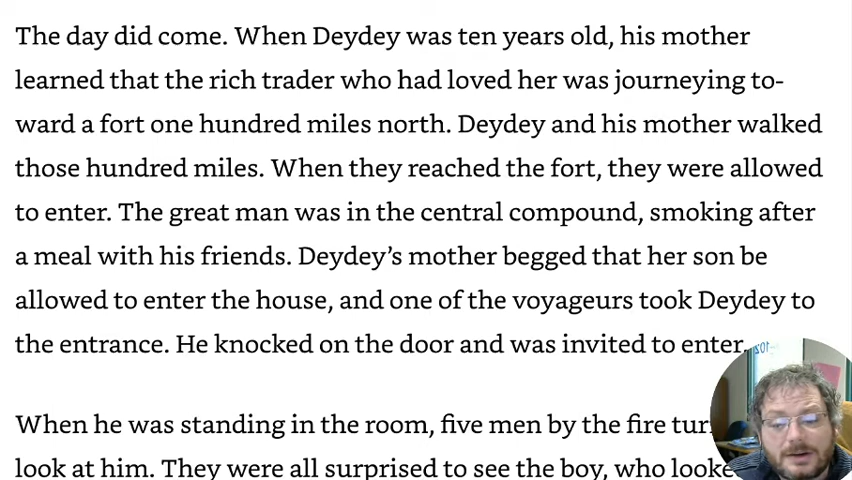 The day did come. When Deydey was ten years old, his mother
learned that the rich trader who had loved her was journeying to-
ward a fort one hundred miles north. Deydey and his mother walked
those hundred miles. When they reached the fort, they were allowed
to enter. The great man was in the central compound, smoking after
a meal with his friends. Deydey’s mother begged that her son be
allowed to enter the house, and one of the voyageurs took Deydey to
the entrance. He knocked on the door and was invited to enter.
When he was standing in the room, five men by the fire
look at him. They were all surprised to see the boy, who